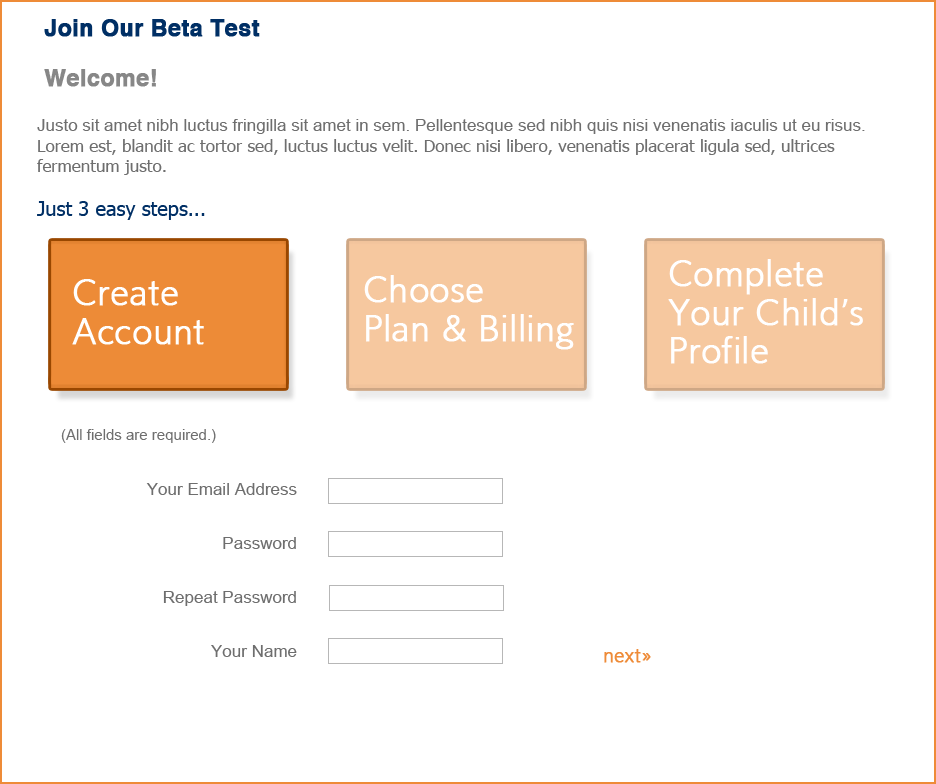 Join Our Beta Test
Welcome!
Justo sit amet nibh luctus fringilla sit amet in sem. Pellentesque sed nibh quis nisi venenatis iaculis ut eu risus.
Lorem est, blandit ac tortor sed, luctus luctus velit. Donec nisi libero, venenatis placerat ligula sed, ultrices
fermentum justo.
Just 3 easy steps...
Create
Account
Choose
Plan & Billing
Complete
Your Child's
Profile
(All fields are required.)
Your Email Address
Password
Repeat Password
Your Name
next»